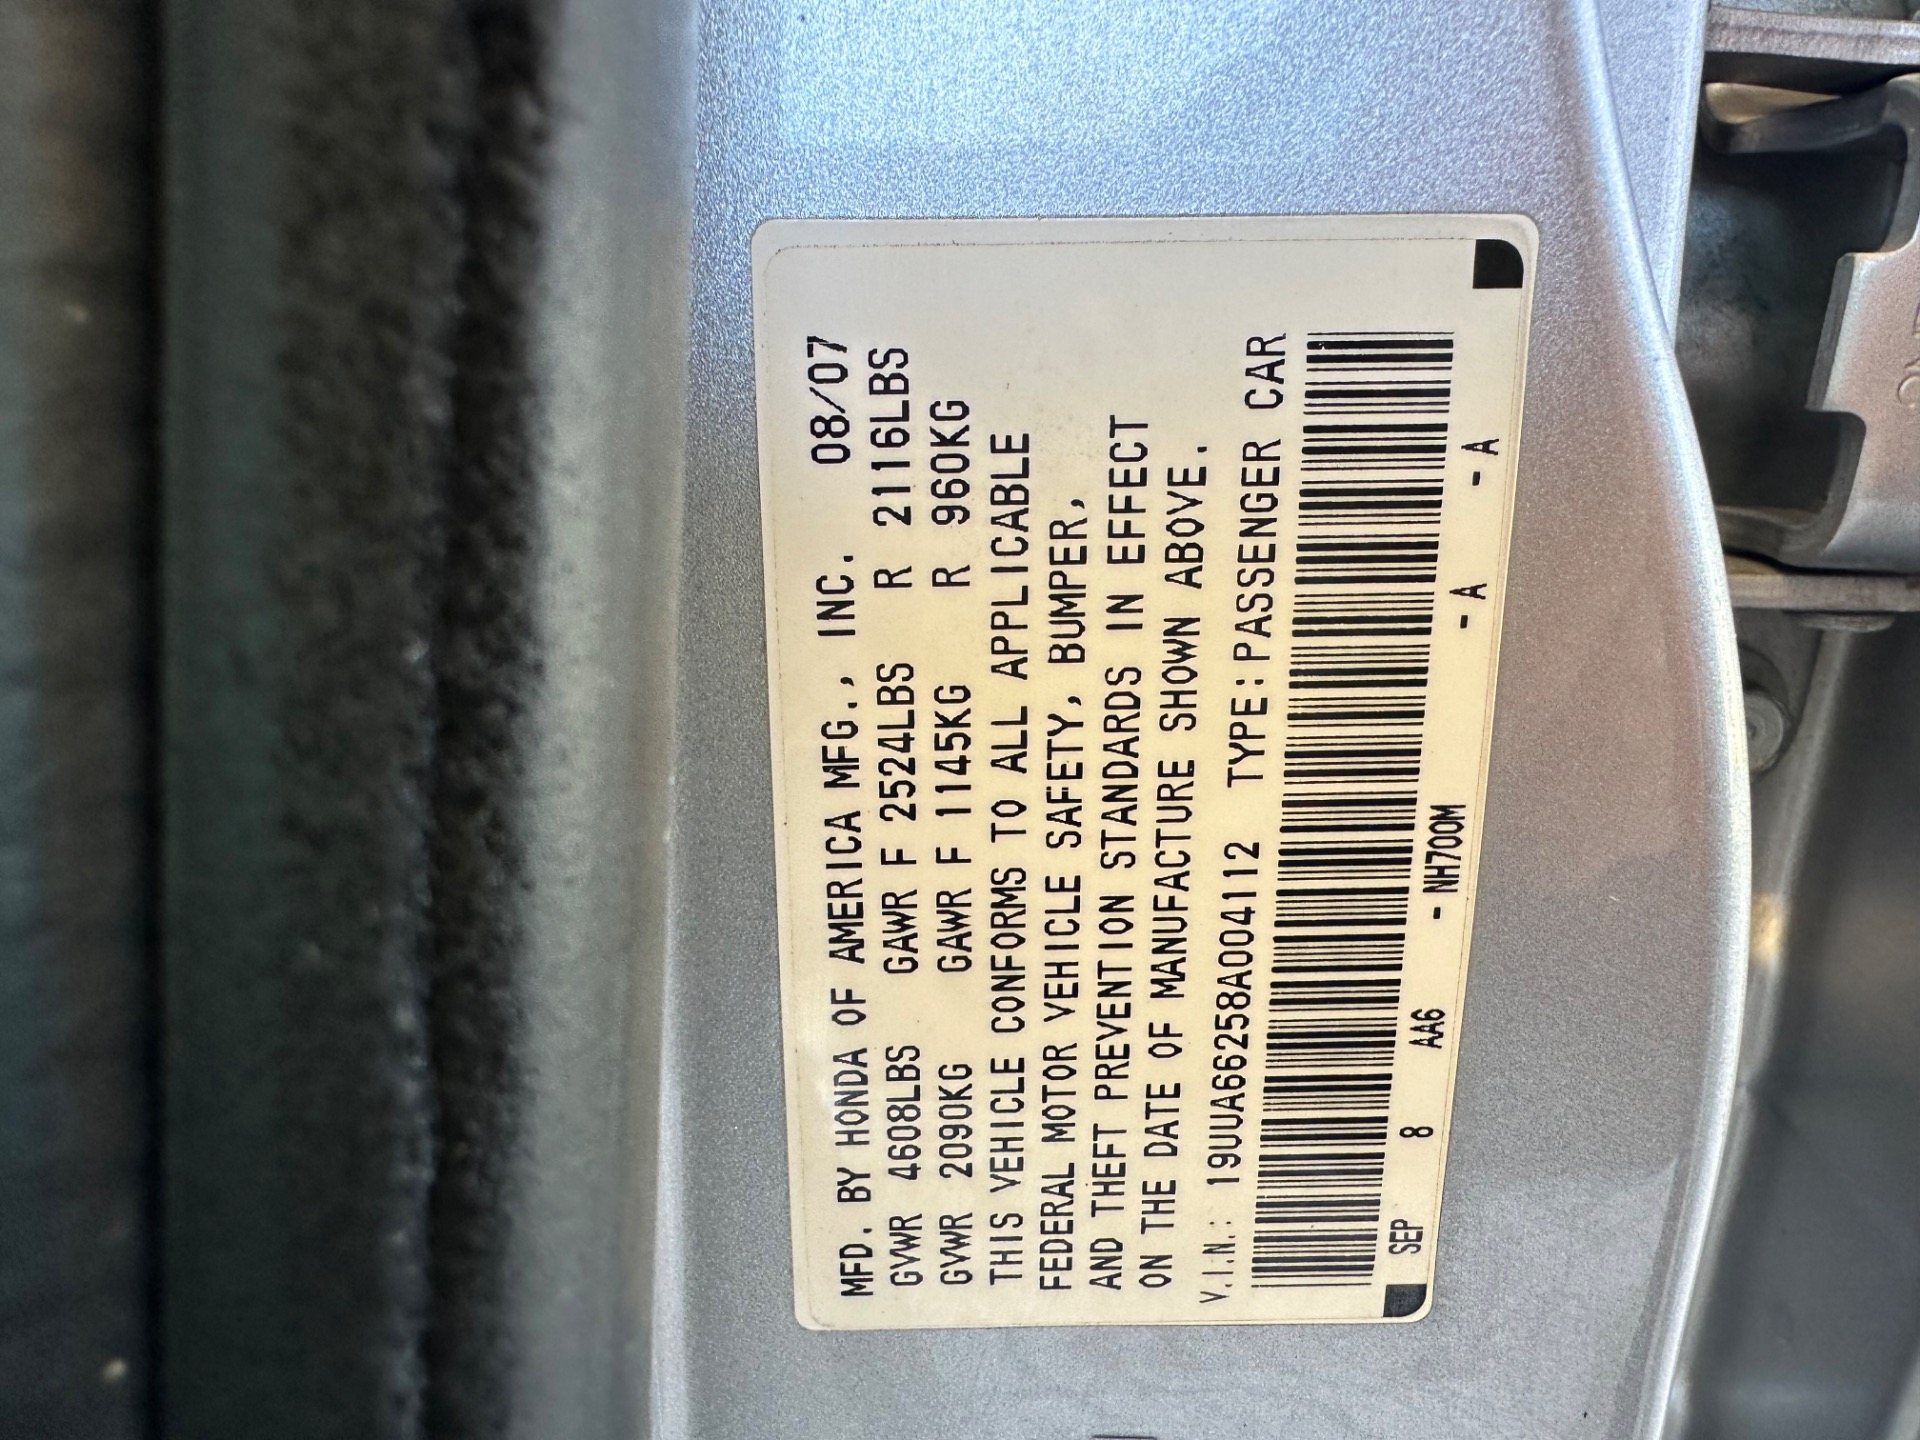 MFD. BY HONDA OF AMERICA MFG., INC. 08/07
GVWR 4608LBS GAWR F 2524LBS R 2116LBS
GVWR 2090KG GAWR F 1145KG R 960KG
THIS VEHICLE CONFORMS TO ALL APPLICABLE
FEDERAL MOTOR VEHICLE SAFETY, BUMPER,
AND THEFT PREVENTION STANDARDS IN EFFECT
ON THE DATE OF MANUFACTURE SHOWN ABOVE.
V.I.N.: 19UUA66258A004112 TYPE:PASSENGER CAR
SEP 8 AA6 - NH700M - A - A